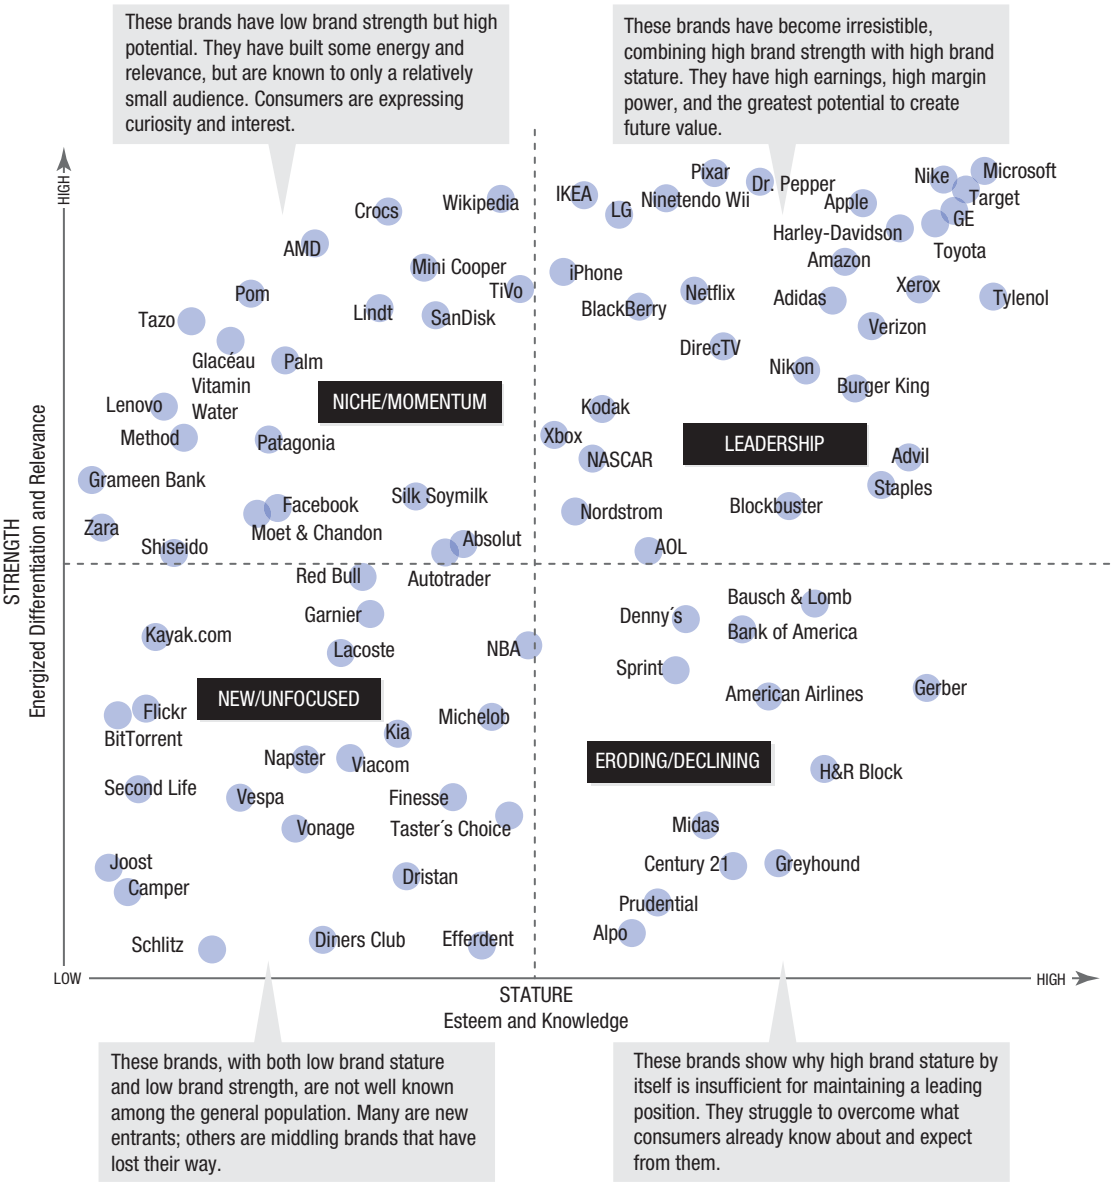 These brands have low brand strength but high
potential. They have built some energy and
relevance, but are known to only a relatively
small audience. Consumers are expressing
curiosity and interest.
These brands have become irresistible,
combining high brand strength with high brand
stature. They have high earnings, high margin
power, and the greatest potential to create
future value.
HIGH
STRENGTH
Energized Differentiation and Relevance
Crocs
Wikipedia
AMD
Mini Cooper
TiVo
Pom
Lindt
SanDisk
Tazo
Glacéau
Vitamin
Water
Palm
NICHE/MOMENTUM
Lenovo
Method
Patagonia
Grameen Bank
Silk Soymilk
Facebook
Moet & Chandon
Zara
Shiseido
Absolut
Autotrader
IKEA
LG
Ninetendo Wii
Pixar
Dr. Pepper
Apple
Nike
Microsoft
Target
GE
Harley-Davidson
Toyota
Amazon
iPhone
BlackBerry
Netflix
Adidas
Xerox
Tylenol
Verizon
DirecTV
Nikon
Burger King
Kodak
Xbox
NASCAR
LEADERSHIP
Advil
Staples
Nordstrom
Blockbuster
AOL
Red Bull
Garnier
Kayak.com
Lacoste
NBA
NEW/UNFOCUSED
Flickr
BitTorrent
Michelob
Kia
Napster
Viacom
Second Life
Vespa
Finesse
Vonage
Taster´s Choice
Joost
Camper
Dristan
Schlitz
Diners Club
Efferdent
Bausch & Lomb
Denny´s
Bank of America
Sprint
American Airlines
Gerber
ERODING/DECLINING
H&R Block
Midas
Century 21
Greyhound
Prudential
Alpo
LOW
HIGH
STATURE
Esteem and Knowledge
These brands, with both low brand stature
and low brand strength, are not well known
among the general population. Many are new
entrants; others are middling brands that have
lost their way.
These brands show why high brand stature by
itself is insufficient for maintaining a leading
position. They struggle to overcome what
consumers already know about and expect
from them.